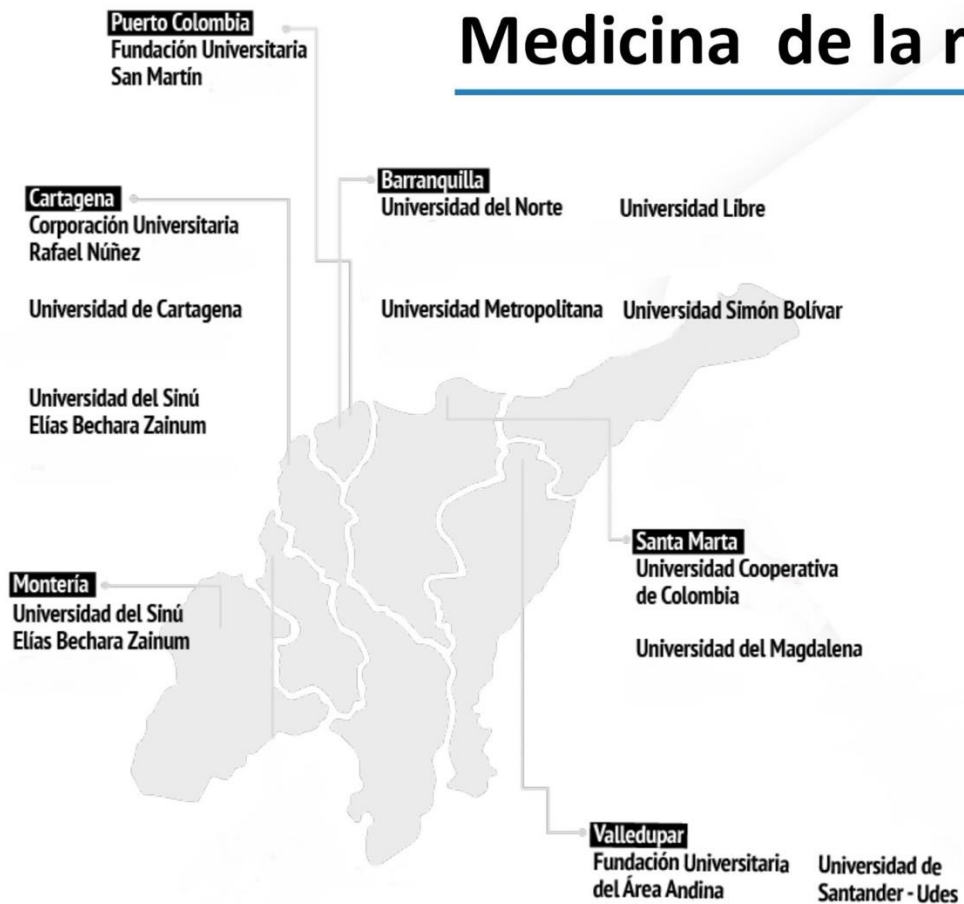 Medicina de la r
Puerto Colombia
Fundación Universitaria
San Martín
Cartagena
Corporación Universitaria
Rafael Núñez
Universidad de Cartagena
Universidad del Sinú
Elías Bechara Zainum
Barranquilla
Universidad del Norte
Universidad Libre
Universidad Metropolitana
Universidad Simón Bolívar
Montería
Universidad del Sinú
Elías Bechara Zainum
Santa Marta
Universidad Cooperativa
de Colombia
Universidad del Magdalena
Valledupar
Fundación Universitaria
del Área Andina
Universidad de
Santander - Udes